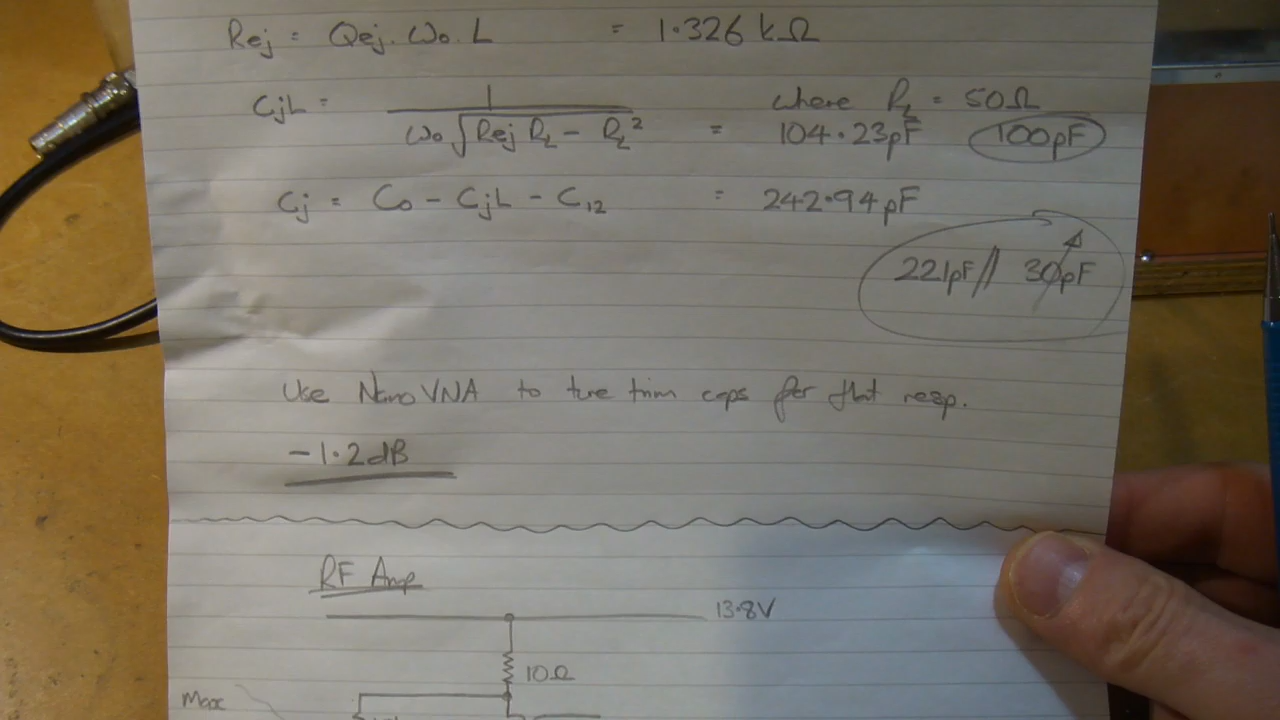 Rej = Qej. ωo. L = 1.326 kΩ
CjL = 1 / ωo√(Rej RL − RL²) where RL = 50Ω
= 104.23pF 100pF
Cj = Co − CjL − C12 = 242.94pF
221pF // 30pF
Use NanoVNA to tune trim caps for flat resp.
−1.2dB
RF Amp
13.8V
10Ω
Max